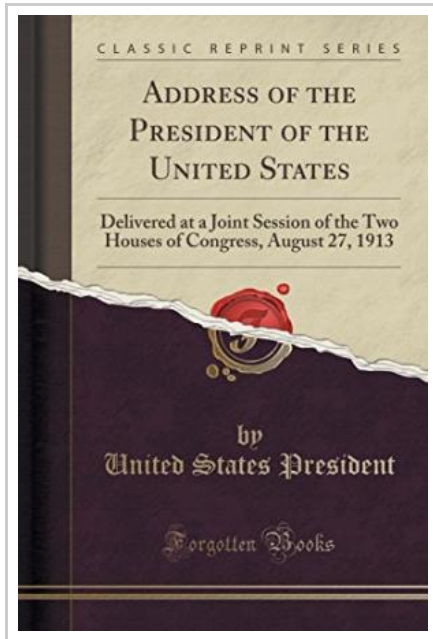 CLASSIC REPRINT SERIES
ADDRESS OF THE
PRESIDENT OF THE
UNITED STATES
Delivered at a Joint Session of the Two
Houses of Congress, August 27, 1913
by
United States President
Forgotten Books